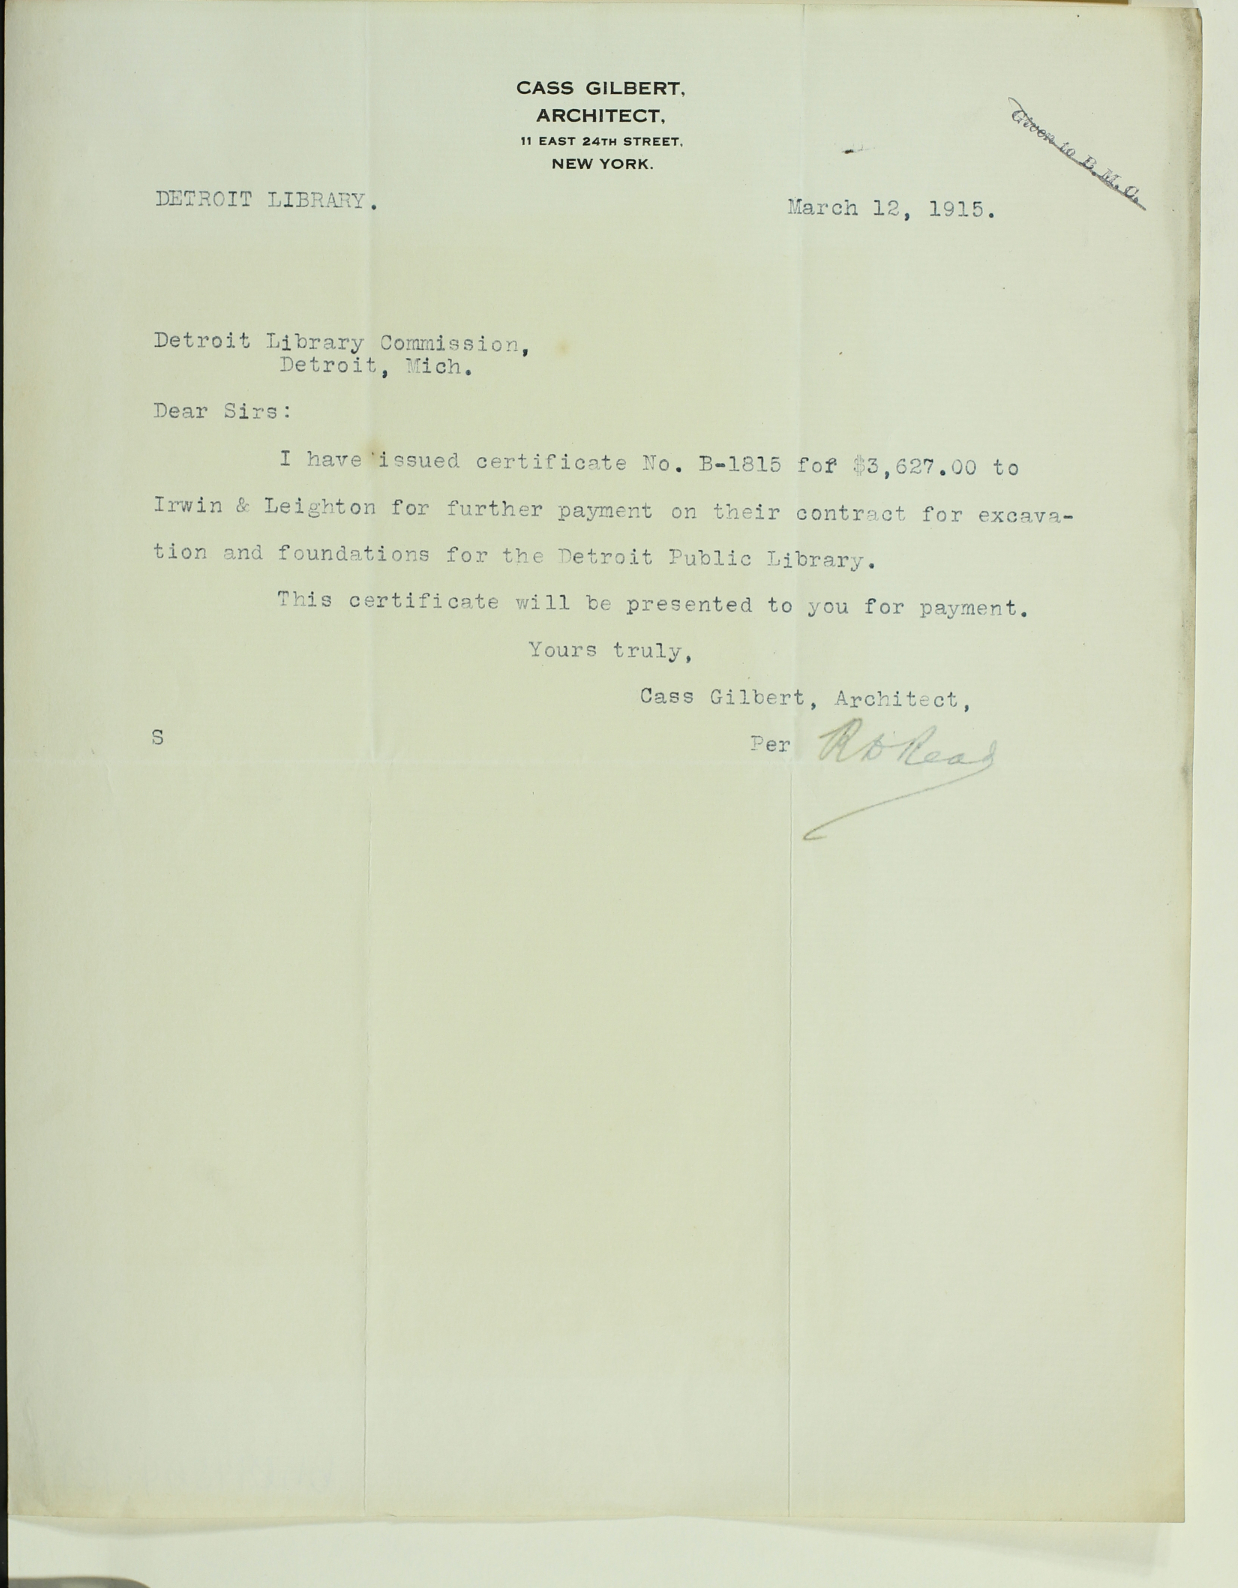 CASS GILBERT,
ARCHITECT,
11 EAST 24TH STREET,
NEW YORK.
Given to B. M. C.
DETROIT LIBRARY.
March 12, 1915.
Detroit Library Commission,
Detroit, Mich.
Dear Sirs:
I have issued certificate No. B-1815 for $3,627.00 to
Irwin & Leighton for further payment on their contract for excava-
tion and foundations for the Detroit Public Library.
This certificate will be presented to you for payment.
Yours truly,
Cass Gilbert, Architect,
S
Per R D Read